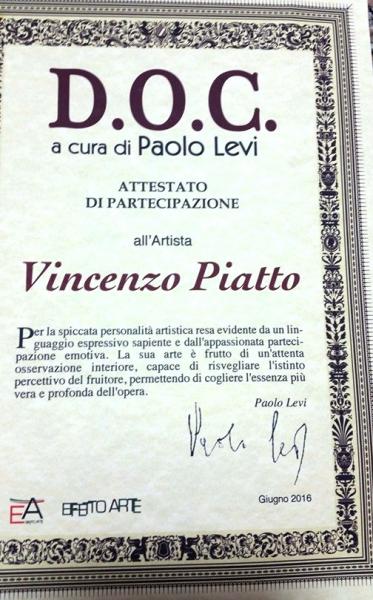 D.O.C.
a cura di Paolo Levi
ATTESTATO
DI PARTECIPAZIONE
all'Artista
Vincenzo Piatto
Per la spiccata personalità artistica resa evidente da un lin-
guaggio espressivo sapiente e dall'appassionata parteci-
pazione emotiva. La sua arte è frutto di un'attenta
osservazione interiore, capace di risvegliare l'istinto
percettivo del fruitore, permettendo di cogliere l'essenza più
vera e profonda dell'opera.
Paolo Levi
Paolo Levi
EA
EFFETTO ARTE
Giugno 2016